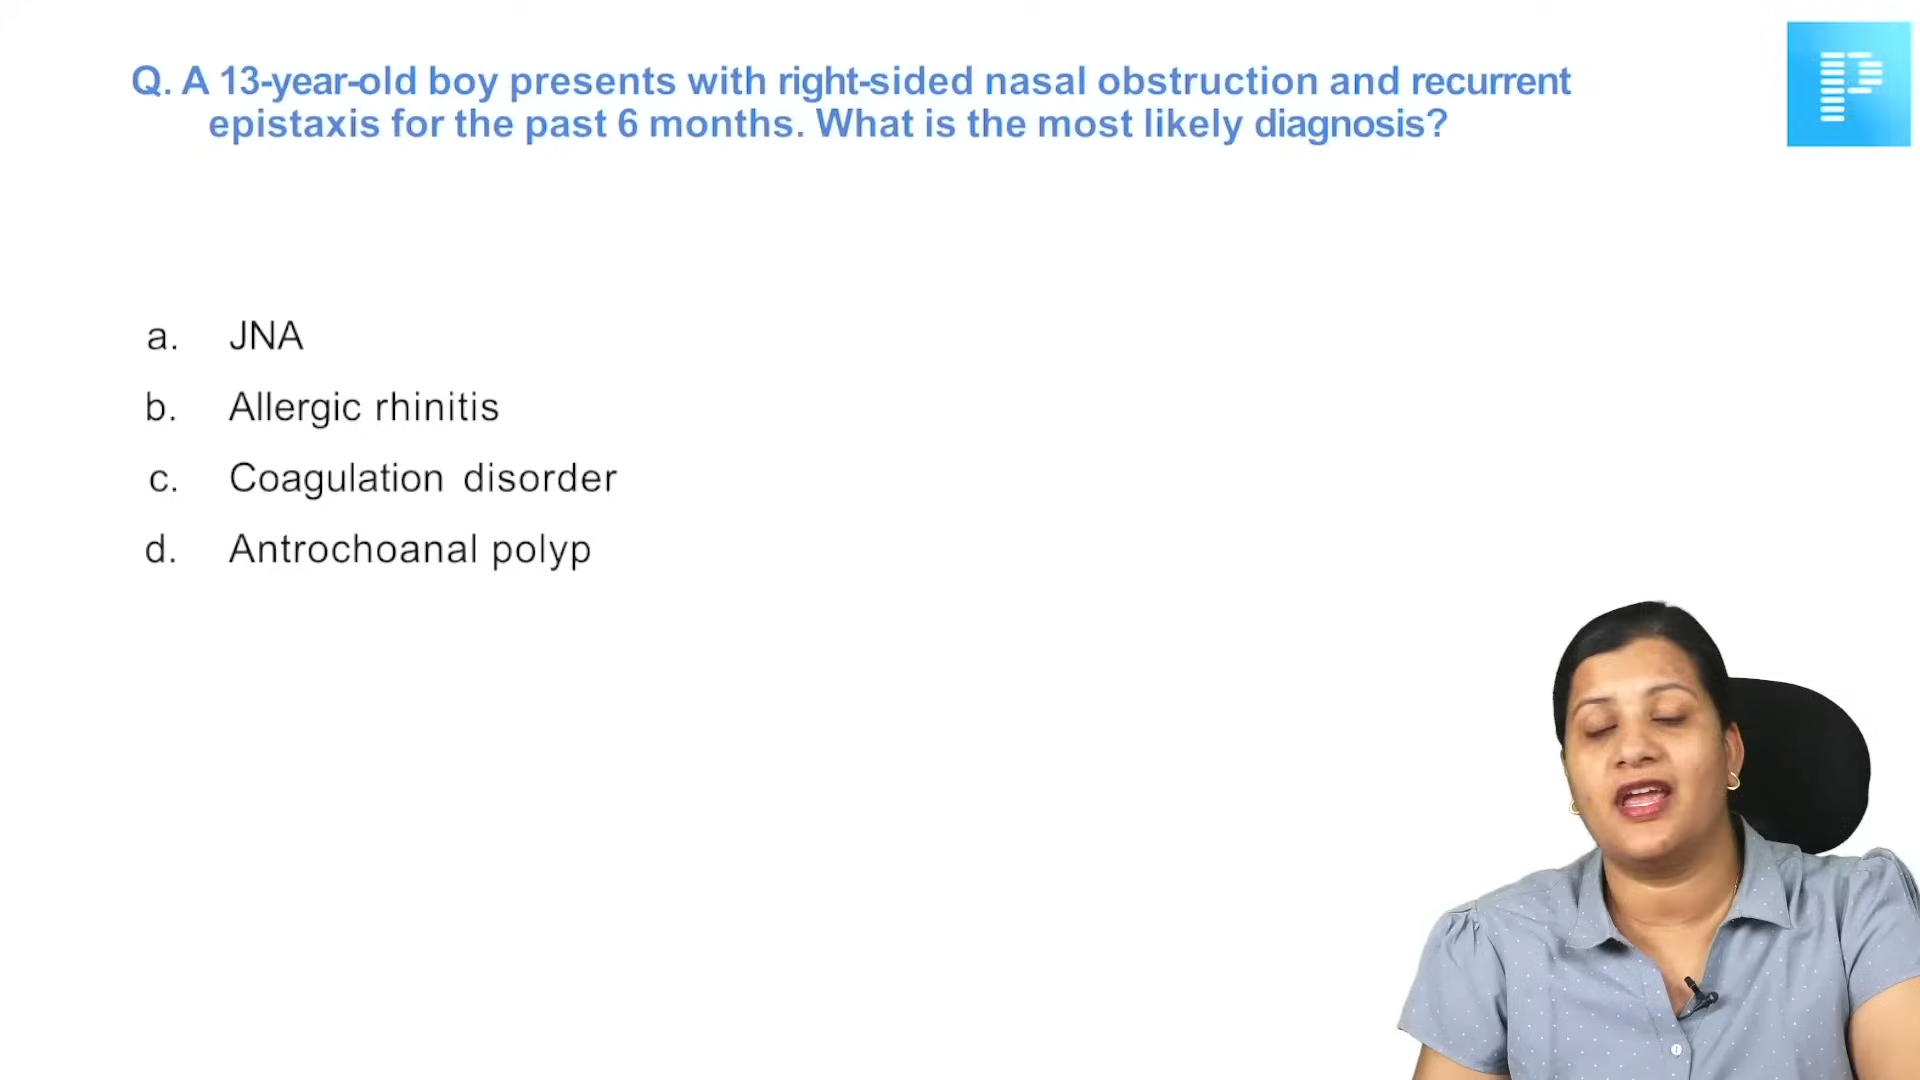 Q. A 13-year-old boy presents with right-sided nasal obstruction and recurrent
epistaxis for the past 6 months. What is the most likely diagnosis?
a. JNA
b. Allergic rhinitis
c. Coagulation disorder
d. Antrochoanal polyp
P